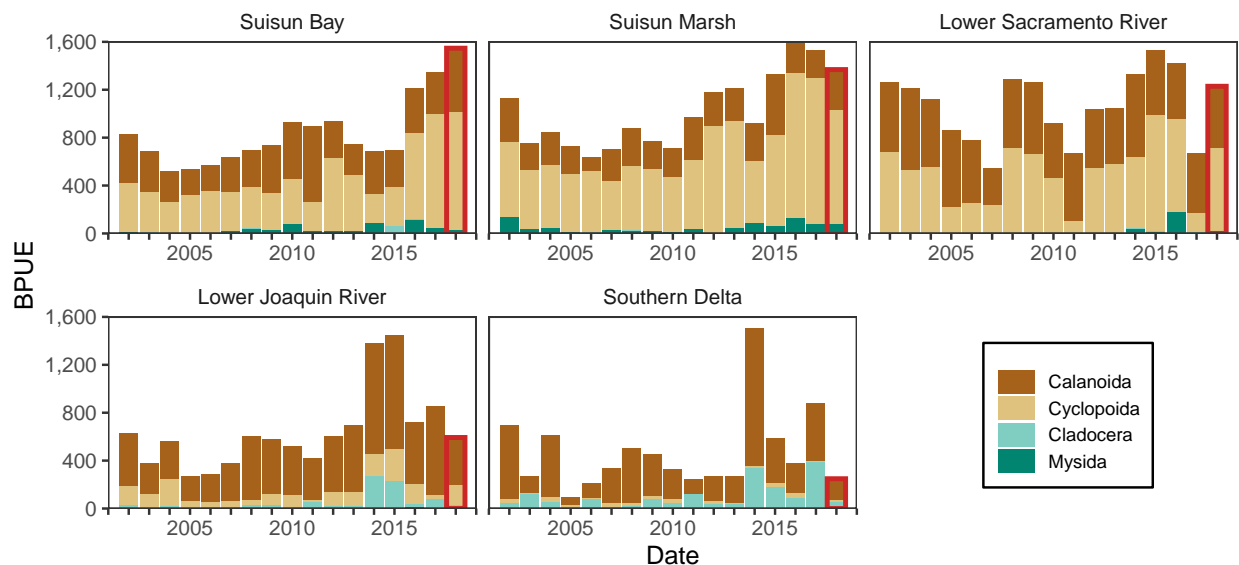 Suisun Bay
Suisun Marsh
Lower Sacramento River
1,600
1,200
800
400
0
2005 2010 2015
2005 2010 2015
2005 2010 2015
BPUE
Lower Joaquin River
Southern Delta
1,600
1,200
800
400
0
2005 2010 2015
2005 2010 2015
Calanoida
Cyclopoida
Cladocera
Mysida
Date